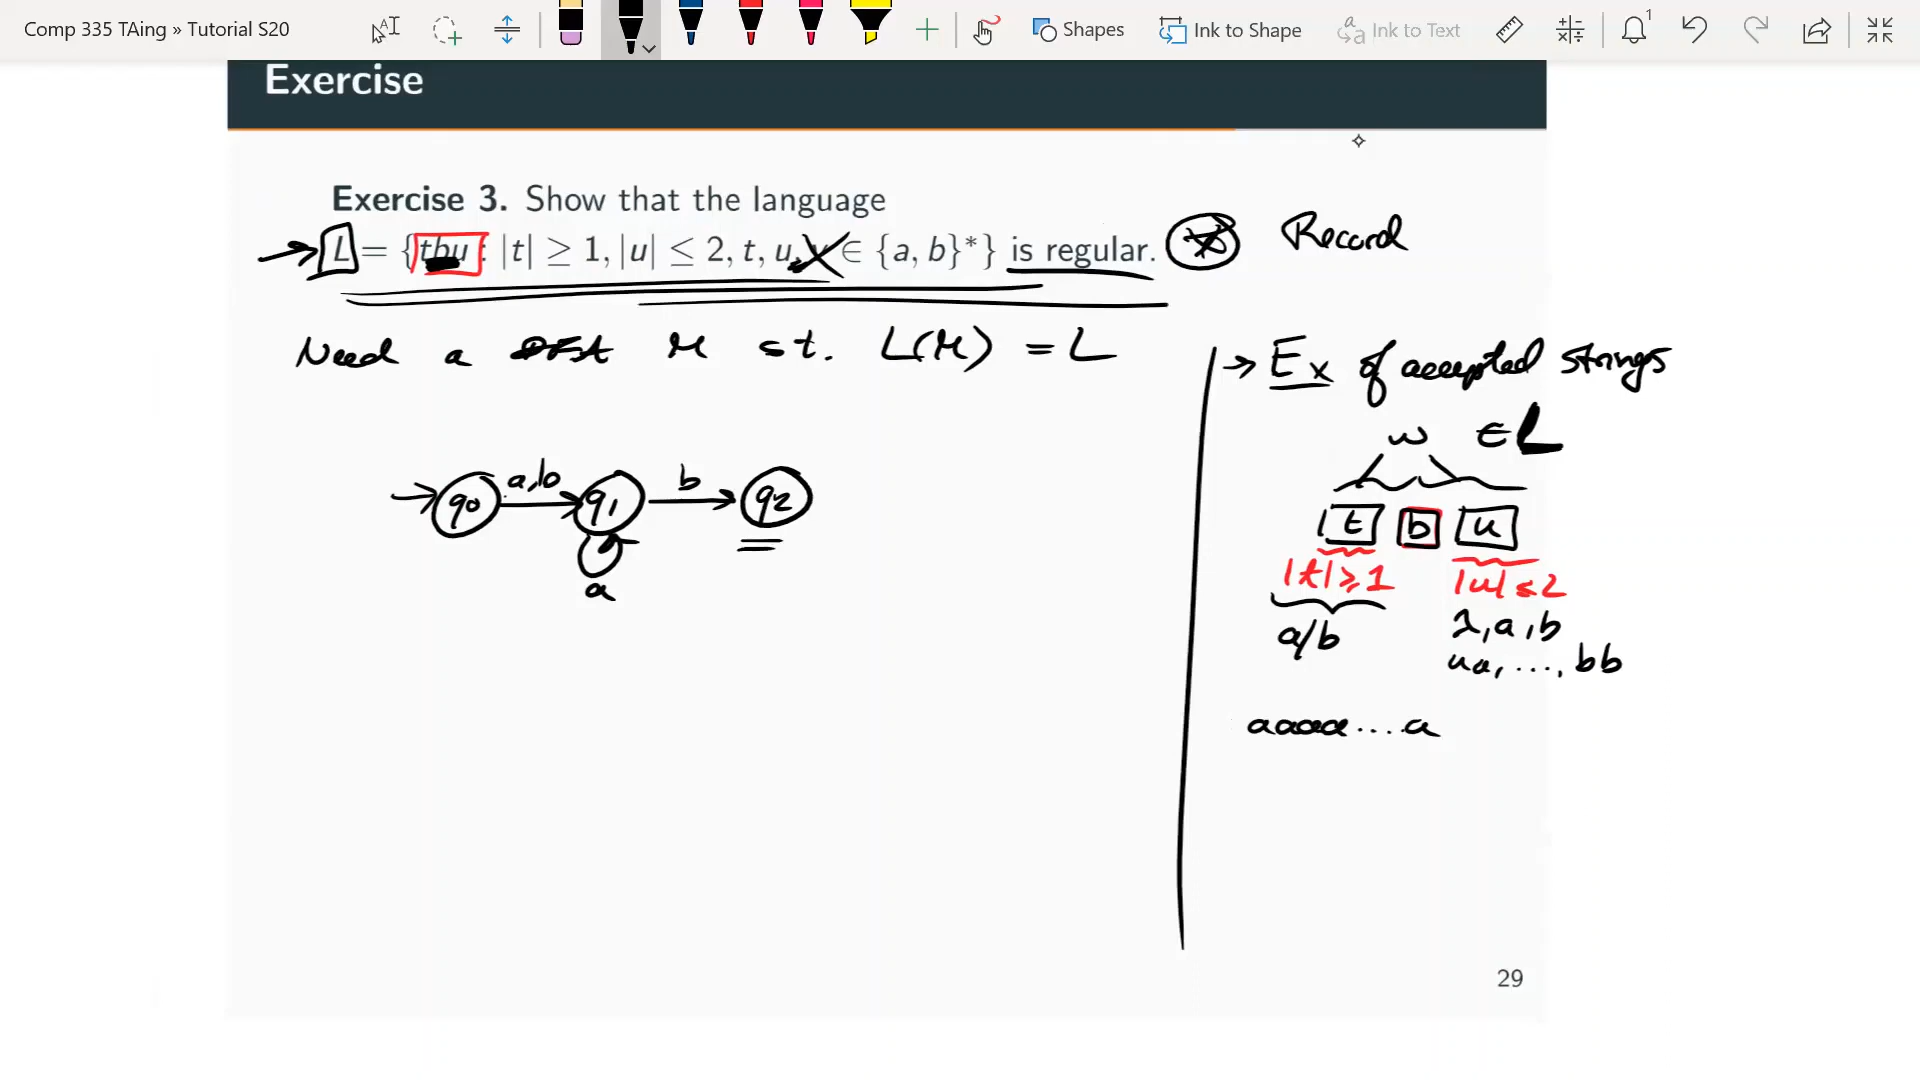 Comp 335 TAing » Tutorial S20
Shapes
Ink to Shape
Ink to Text
1
Exercise
Exercise 3. Show that the language
L = {tbu : |t| ≥ 1, |u| ≤ 2, t, u, v ∈ {a, b}*} is regular.
Record
Need a DFA M st. L(M) = L
→ Ex of accepted strings
w ∈ L
t b u
|t| ≥ 1 |u| ≤ 2
a/b
λ, a, b
aa, ..., bb
aaaa....a
q0 a,b q1 b q2
a
29